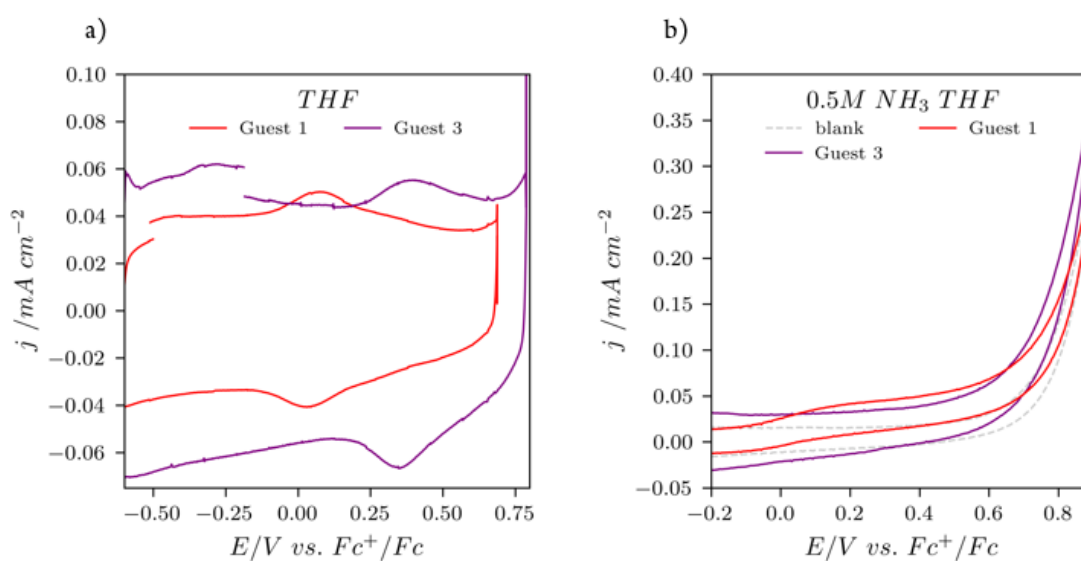 a)
THF
Guest 1
Guest 3
0.10
0.08
0.06
0.04
0.02
0.00
−0.02
−0.04
−0.06
j /mA cm⁻²
−0.50
−0.25
0.00
0.25
0.50
0.75
E/V vs. Fc⁺/Fc
b)
0.5M NH₃ THF
blank
Guest 1
Guest 3
0.40
0.35
0.30
0.25
0.20
0.15
0.10
0.05
0.00
−0.05
j /mA cm⁻²
−0.2
0.0
0.2
0.4
0.6
0.8
E/V vs. Fc⁺/Fc